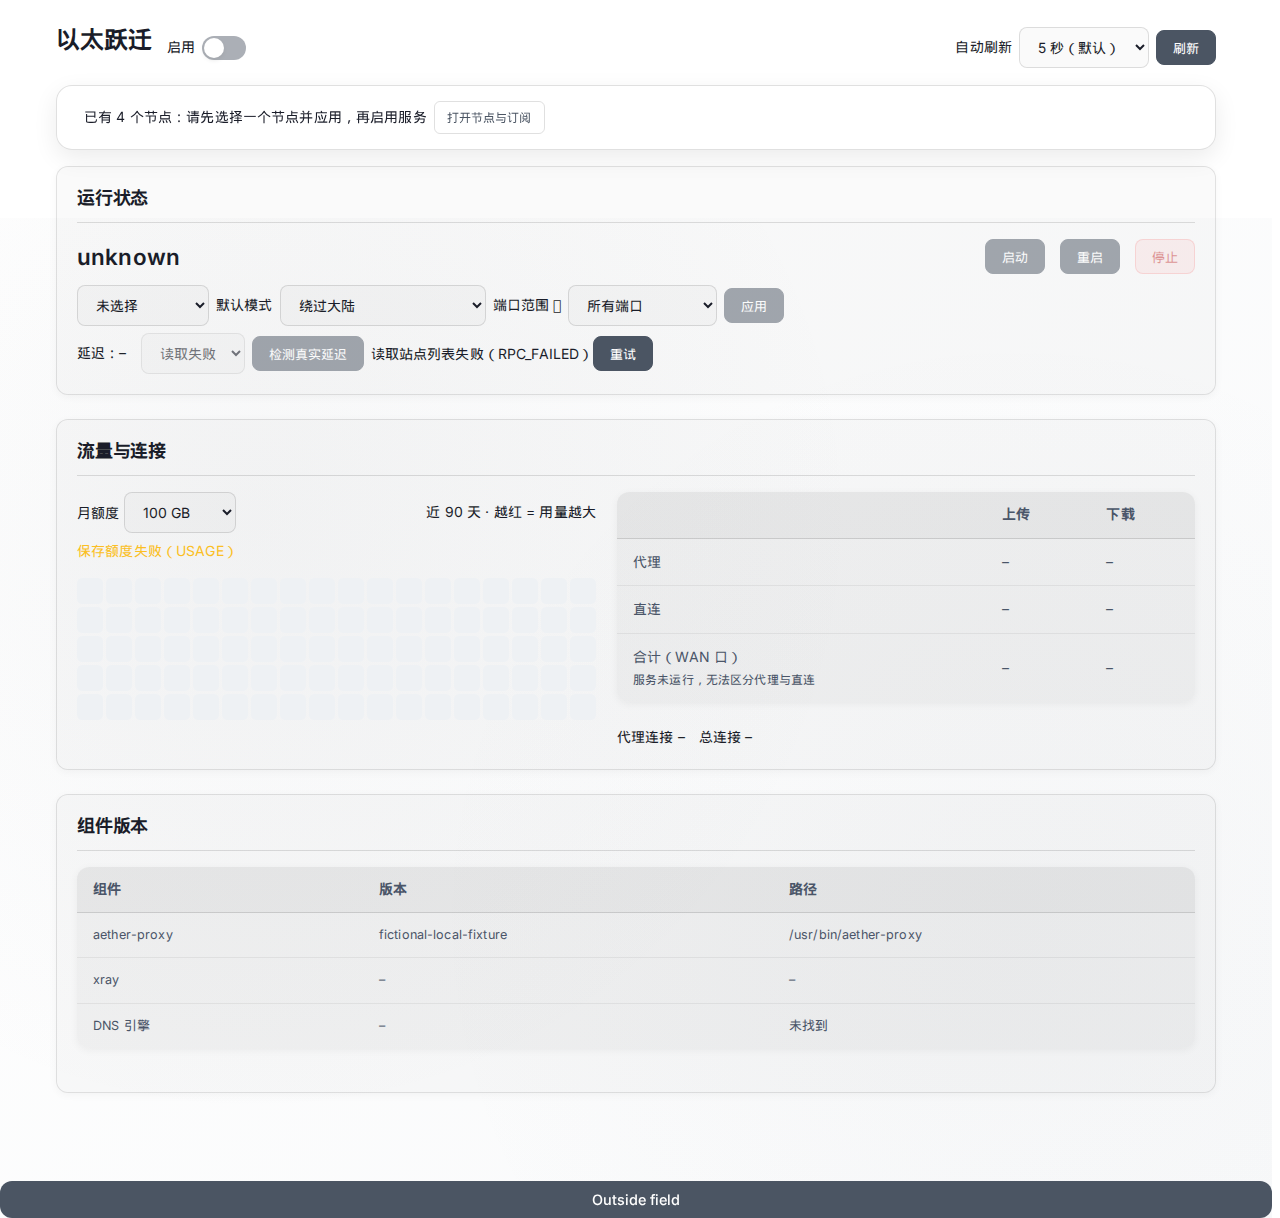 以太跃迁 启用 自动刷新 5 秒（默认） 刷新
已有 4 个节点：请先选择一个节点并应用，再启用服务 打开节点与订阅
运行状态
unknown 启动 重启 停止
未选择 默认模式 绕过大陆 端口范围 所有端口 应用
延迟：– 读取失败 检测真实延迟 读取站点列表失败（RPC_FAILED） 重试
流量与连接
月额度 100 GB 近 90 天 · 越红 = 用量越大
保存额度失败（USAGE）
上传 下载
代理 – –
直连 – –
合计（WAN 口） – –
服务未运行，无法区分代理与直连
代理连接 – 总连接 –
组件版本
组件 版本 路径
aether-proxy fictional-local-fixture /usr/bin/aether-proxy
xray – –
DNS 引擎 – 未找到
Outside field